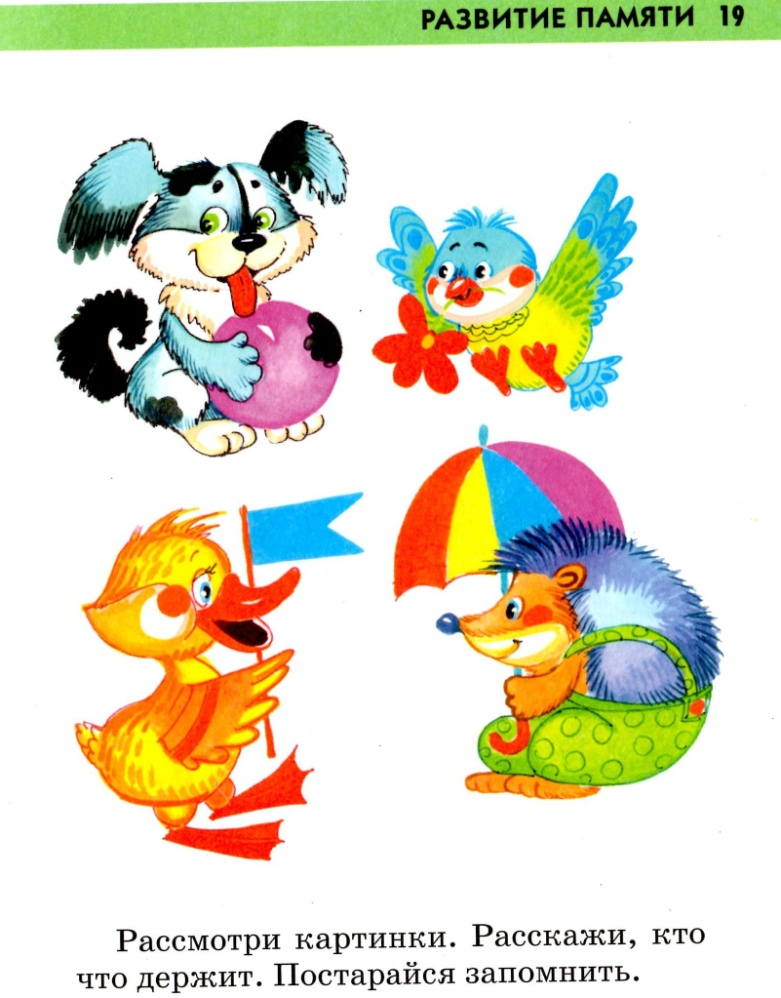 РАЗВИТИЕ ПАМЯТИ 19
Рассмотри картинки. Расскажи, кто
что держит. Постарайся запомнить.